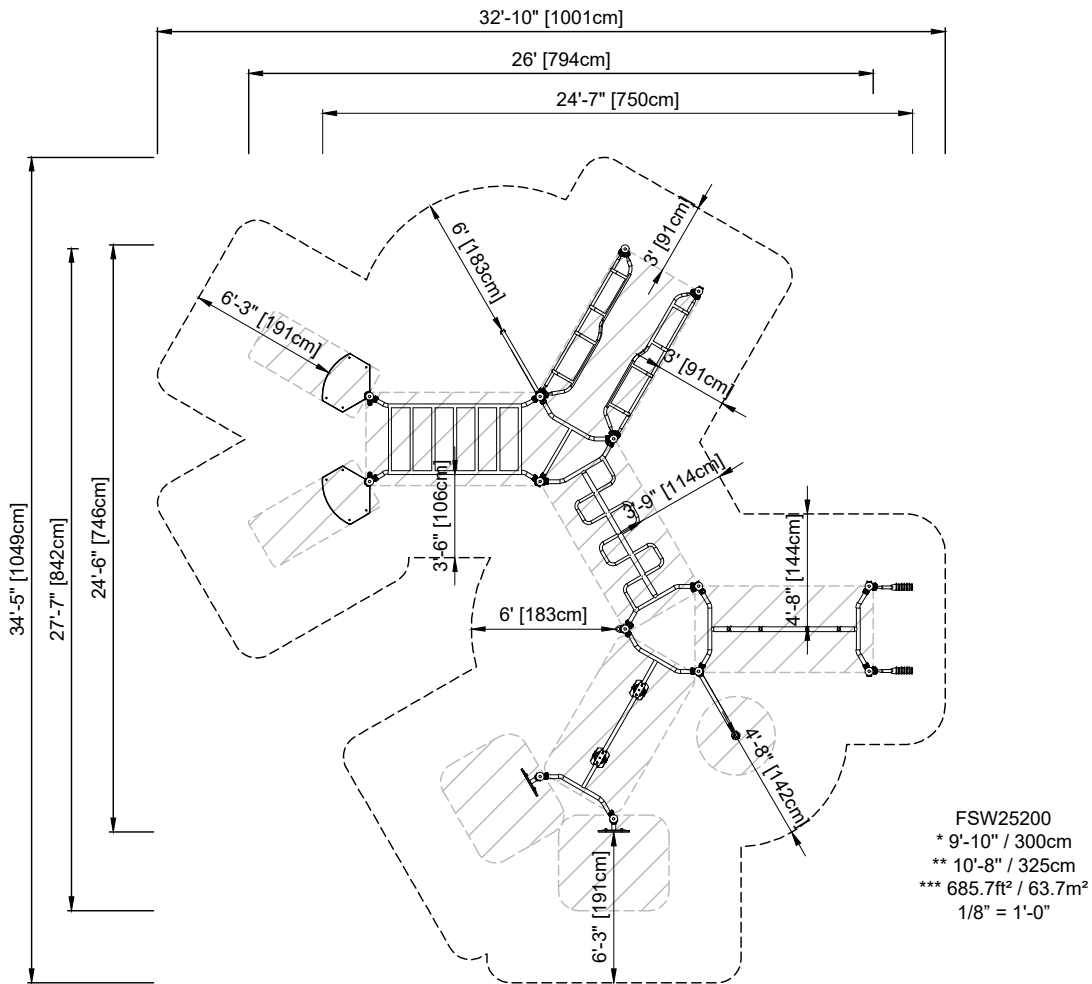 32'-10" [1001cm]
26' [794cm]
24'-7" [750cm]
34'-5" [1049cm]
27'-7" [842cm]
24'-6" [746cm]
6' [183cm]
3' [91cm]
6'-3" [191cm]
3' [91cm]
3'-9" [114cm]
3'-6" [106cm]
4'-8" [144cm]
6' [183cm]
4'-8" [142cm]
6'-3" [191cm]
FSW25200
* 9'-10" / 300cm
** 10'-8" / 325cm
*** 685.7ft² / 63.7m²
1/8” = 1'-0”